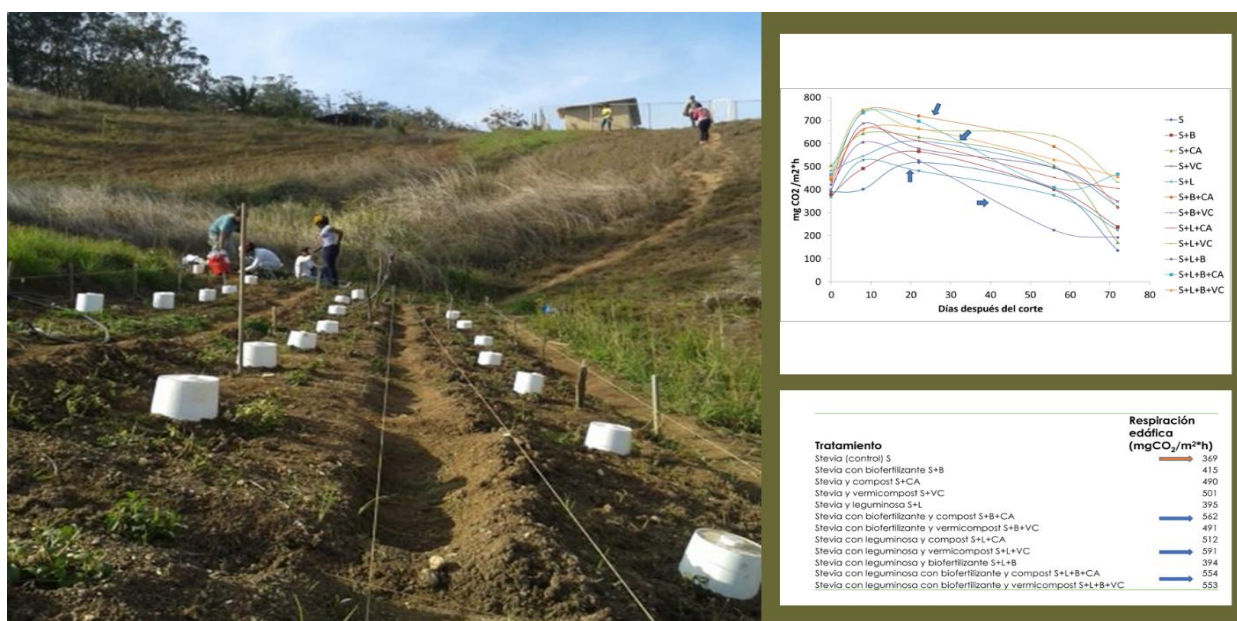 800
700
600
500
400
300
200
100
0
mg CO2 /m2*h
0 10 20 30 40 50 60 70 80
Días después del corte
S
S+B
S+CA
S+VC
S+L
S+B+CA
S+B+VC
S+L+CA
S+L+VC
S+L+B
S+L+B+CA
S+L+B+VC
Tratamiento Respiración
edáfica
(mgCO₂/m²*h)
Stevia (control) S 369
Stevia con biofertilizante S+B 415
Stevia y compost S+CA 490
Stevia y vermicompost S+VC 501
Stevia y leguminosa S+L 395
Stevia con biofertilizante y compost S+B+CA 562
Stevia con biofertilizante y vermicompost S+B+VC 491
Stevia con leguminosa y compost S+L+CA 512
Stevia con leguminosa y vermicompost S+L+VC 591
Stevia con leguminosa y biofertilizante S+L+B 394
Stevia con leguminosa con biofertilizante y compost S+L+B+CA 554
Stevia con leguminosa con biofertilizante y vermicompost S+L+B+VC 553